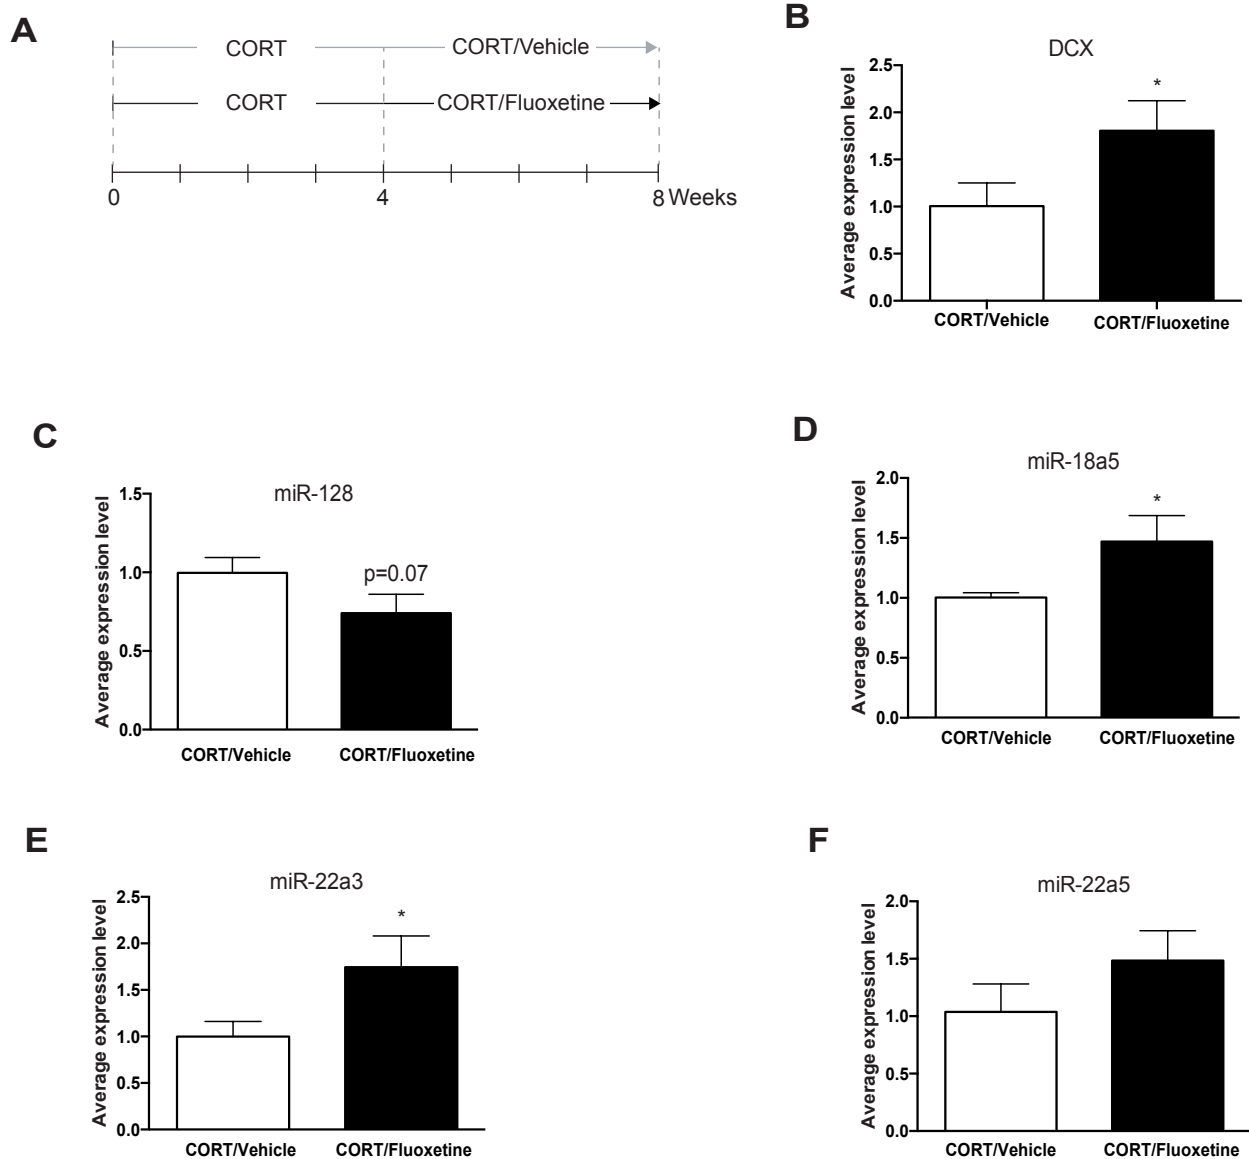 A
CORT
CORT/Vehicle
CORT
CORT/Fluoxetine
0
4
8 Weeks
B
DCX
Average expression level
2.5
2.0
1.5
1.0
0.5
0.0
*
CORT/Vehicle
CORT/Fluoxetine
C
miR-128
Average expression level
1.5
1.0
0.5
0.0
p=0.07
CORT/Vehicle
CORT/Fluoxetine
D
miR-18a5
Average expression level
2.0
1.5
1.0
0.5
0.0
*
CORT/Vehicle
CORT/Fluoxetine
E
miR-22a3
Average expression level
2.5
2.0
1.5
1.0
0.5
0.0
*
CORT/Vehicle
CORT/Fluoxetine
F
miR-22a5
Average expression level
2.0
1.5
1.0
0.5
0.0
CORT/Vehicle
CORT/Fluoxetine